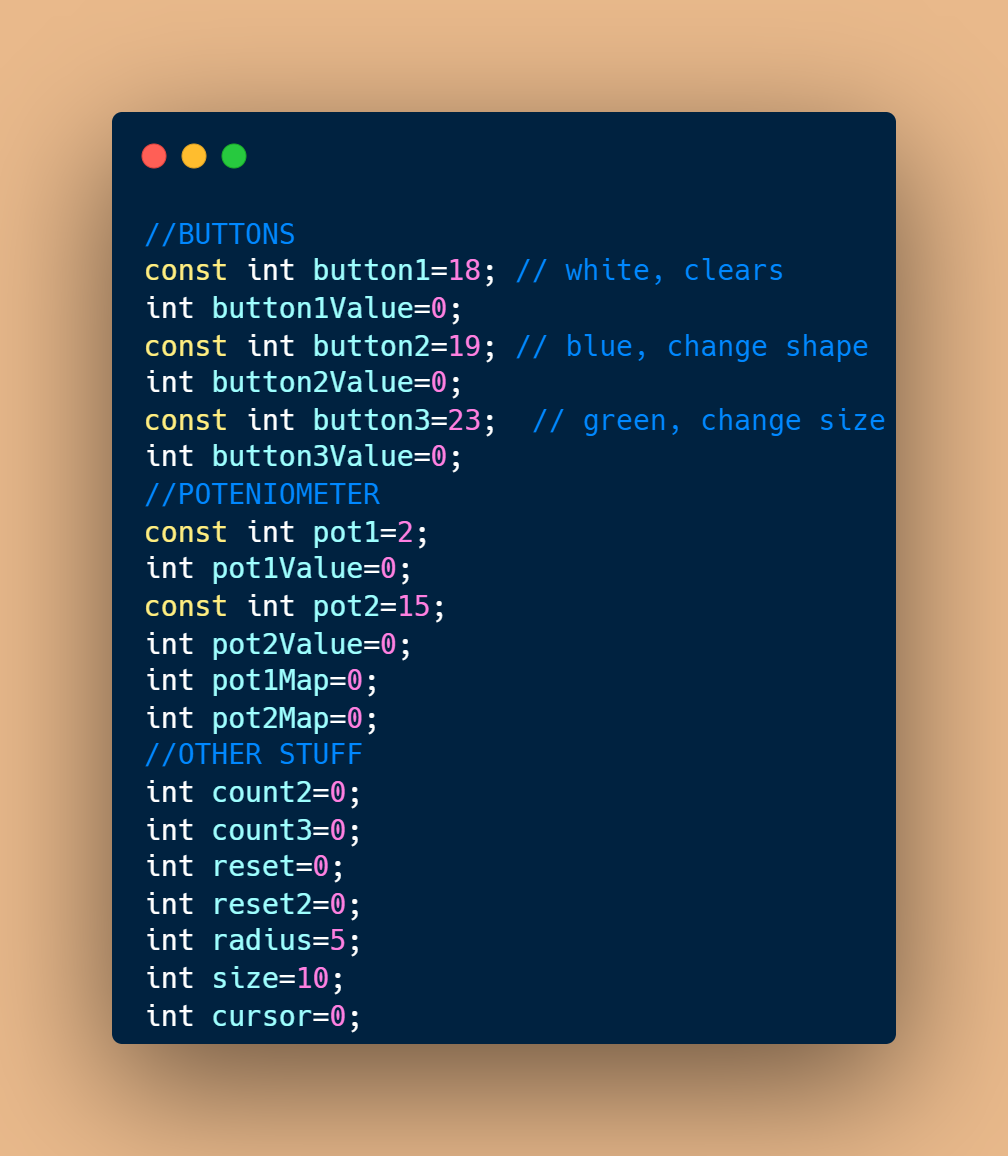 //BUTTONS
const int button1=18; // white, clears
int button1Value=0;
const int button2=19; // blue, change shape
int button2Value=0;
const int button3=23;  // green, change size
int button3Value=0;
//POTENIOMETER
const int pot1=2;
int pot1Value=0;
const int pot2=15;
int pot2Value=0;
int pot1Map=0;
int pot2Map=0;
//OTHER STUFF
int count2=0;
int count3=0;
int reset=0;
int reset2=0;
int radius=5;
int size=10;
int cursor=0;